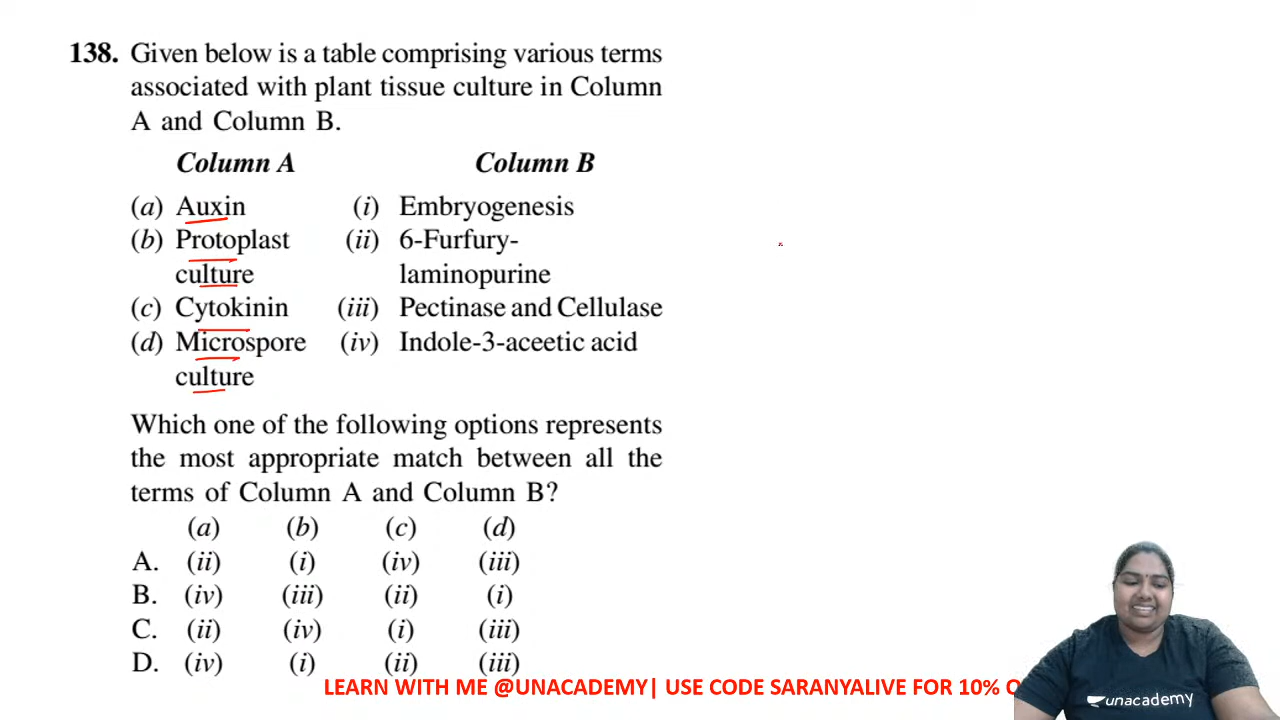 138. Given below is a table comprising various terms
associated with plant tissue culture in Column
A and Column B.
Column A Column B
(a) Auxin (i) Embryogenesis
(b) Protoplast (ii) 6-Furfury-
culture laminopurine
(c) Cytokinin (iii) Pectinase and Cellulase
(d) Microspore (iv) Indole-3-aceetic acid
culture
Which one of the following options represents
the most appropriate match between all the
terms of Column A and Column B?
(a) (b) (c) (d)
A. (ii) (i) (iv) (iii)
B. (iv) (iii) (ii) (i)
C. (ii) (iv) (i) (iii)
D. (iv) (i) (ii) (iii)
LEARN WITH ME @UNACADEMY| USE CODE SARANYALIVE FOR 10% O
unacademy